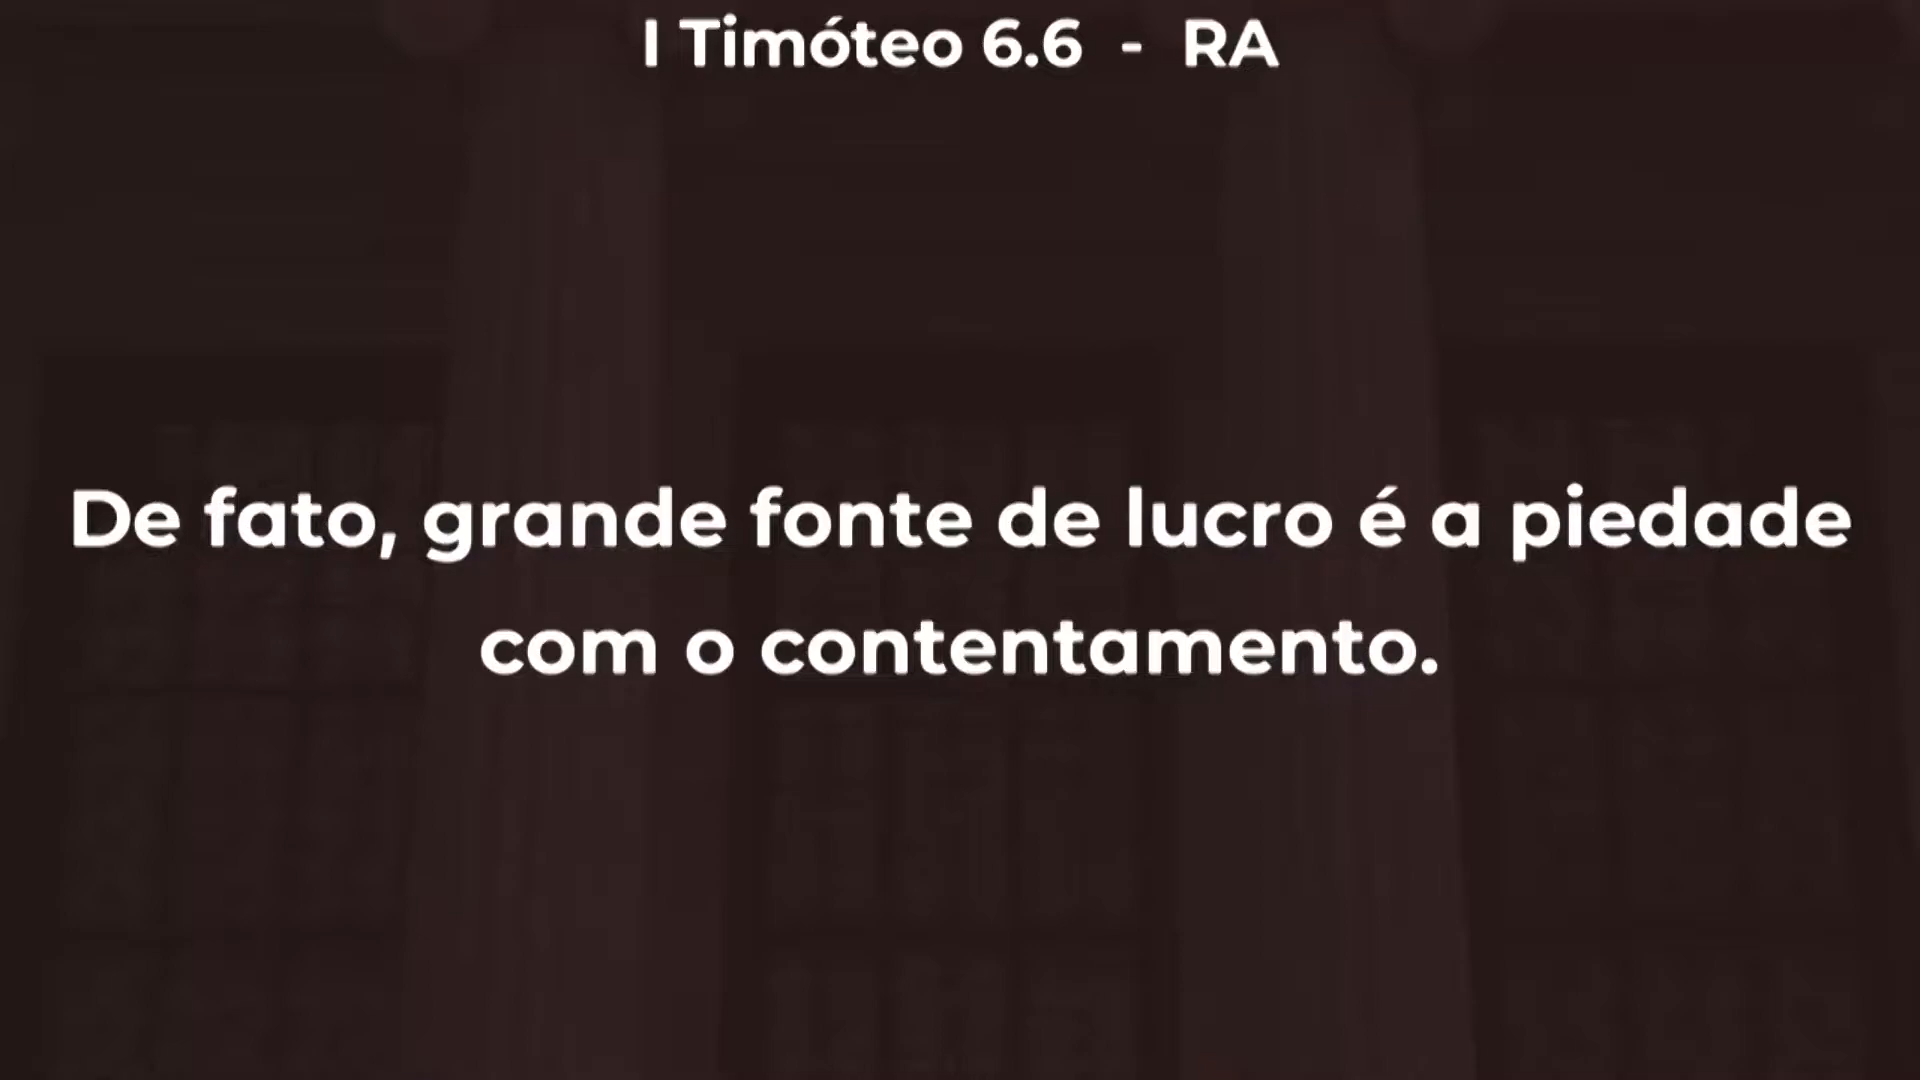 I Timóteo 6.6 - RA
De fato, grande fonte de lucro é a piedade
com o contentamento.